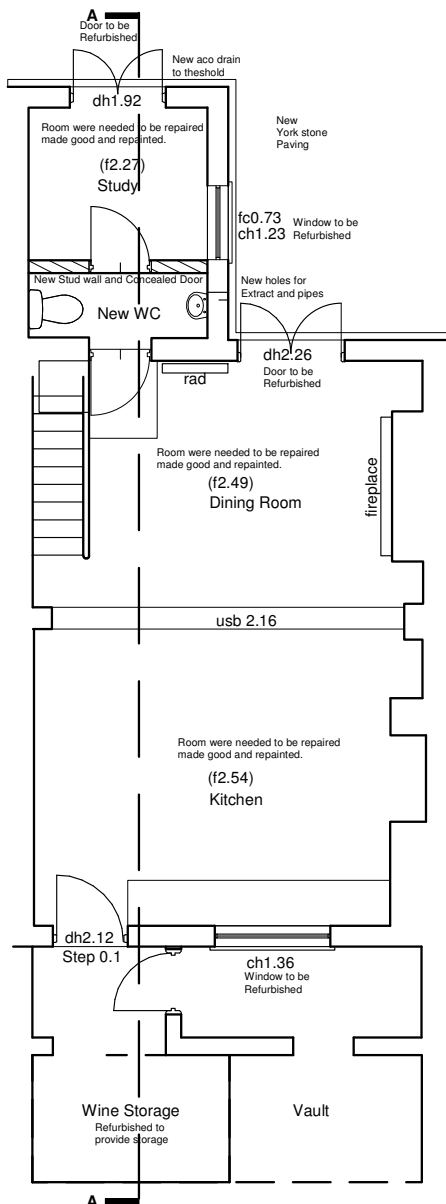 A
Door to be
Refurbished
New aco drain
to theshold
dh1.92
New
York stone
Paving
Room were needed to be repaired
made good and repainted.
(f2.27)
Study
fc0.73
ch1.23
Window to be
Refurbished
New Stud wall and Concealed Door
New WC
New holes for
Extract and pipes
dh2.26
Door to be
Refurbished
rad
Room were needed to be repaired
made good and repainted.
(f2.49)
Dining Room
fireplace
usb 2.16
Room were needed to be repaired
made good and repainted.
(f2.54)
Kitchen
dh2.12
Step 0.1
ch1.36
Window to be
Refurbished
Wine Storage
Refurbished to
provide storage
Vault
A